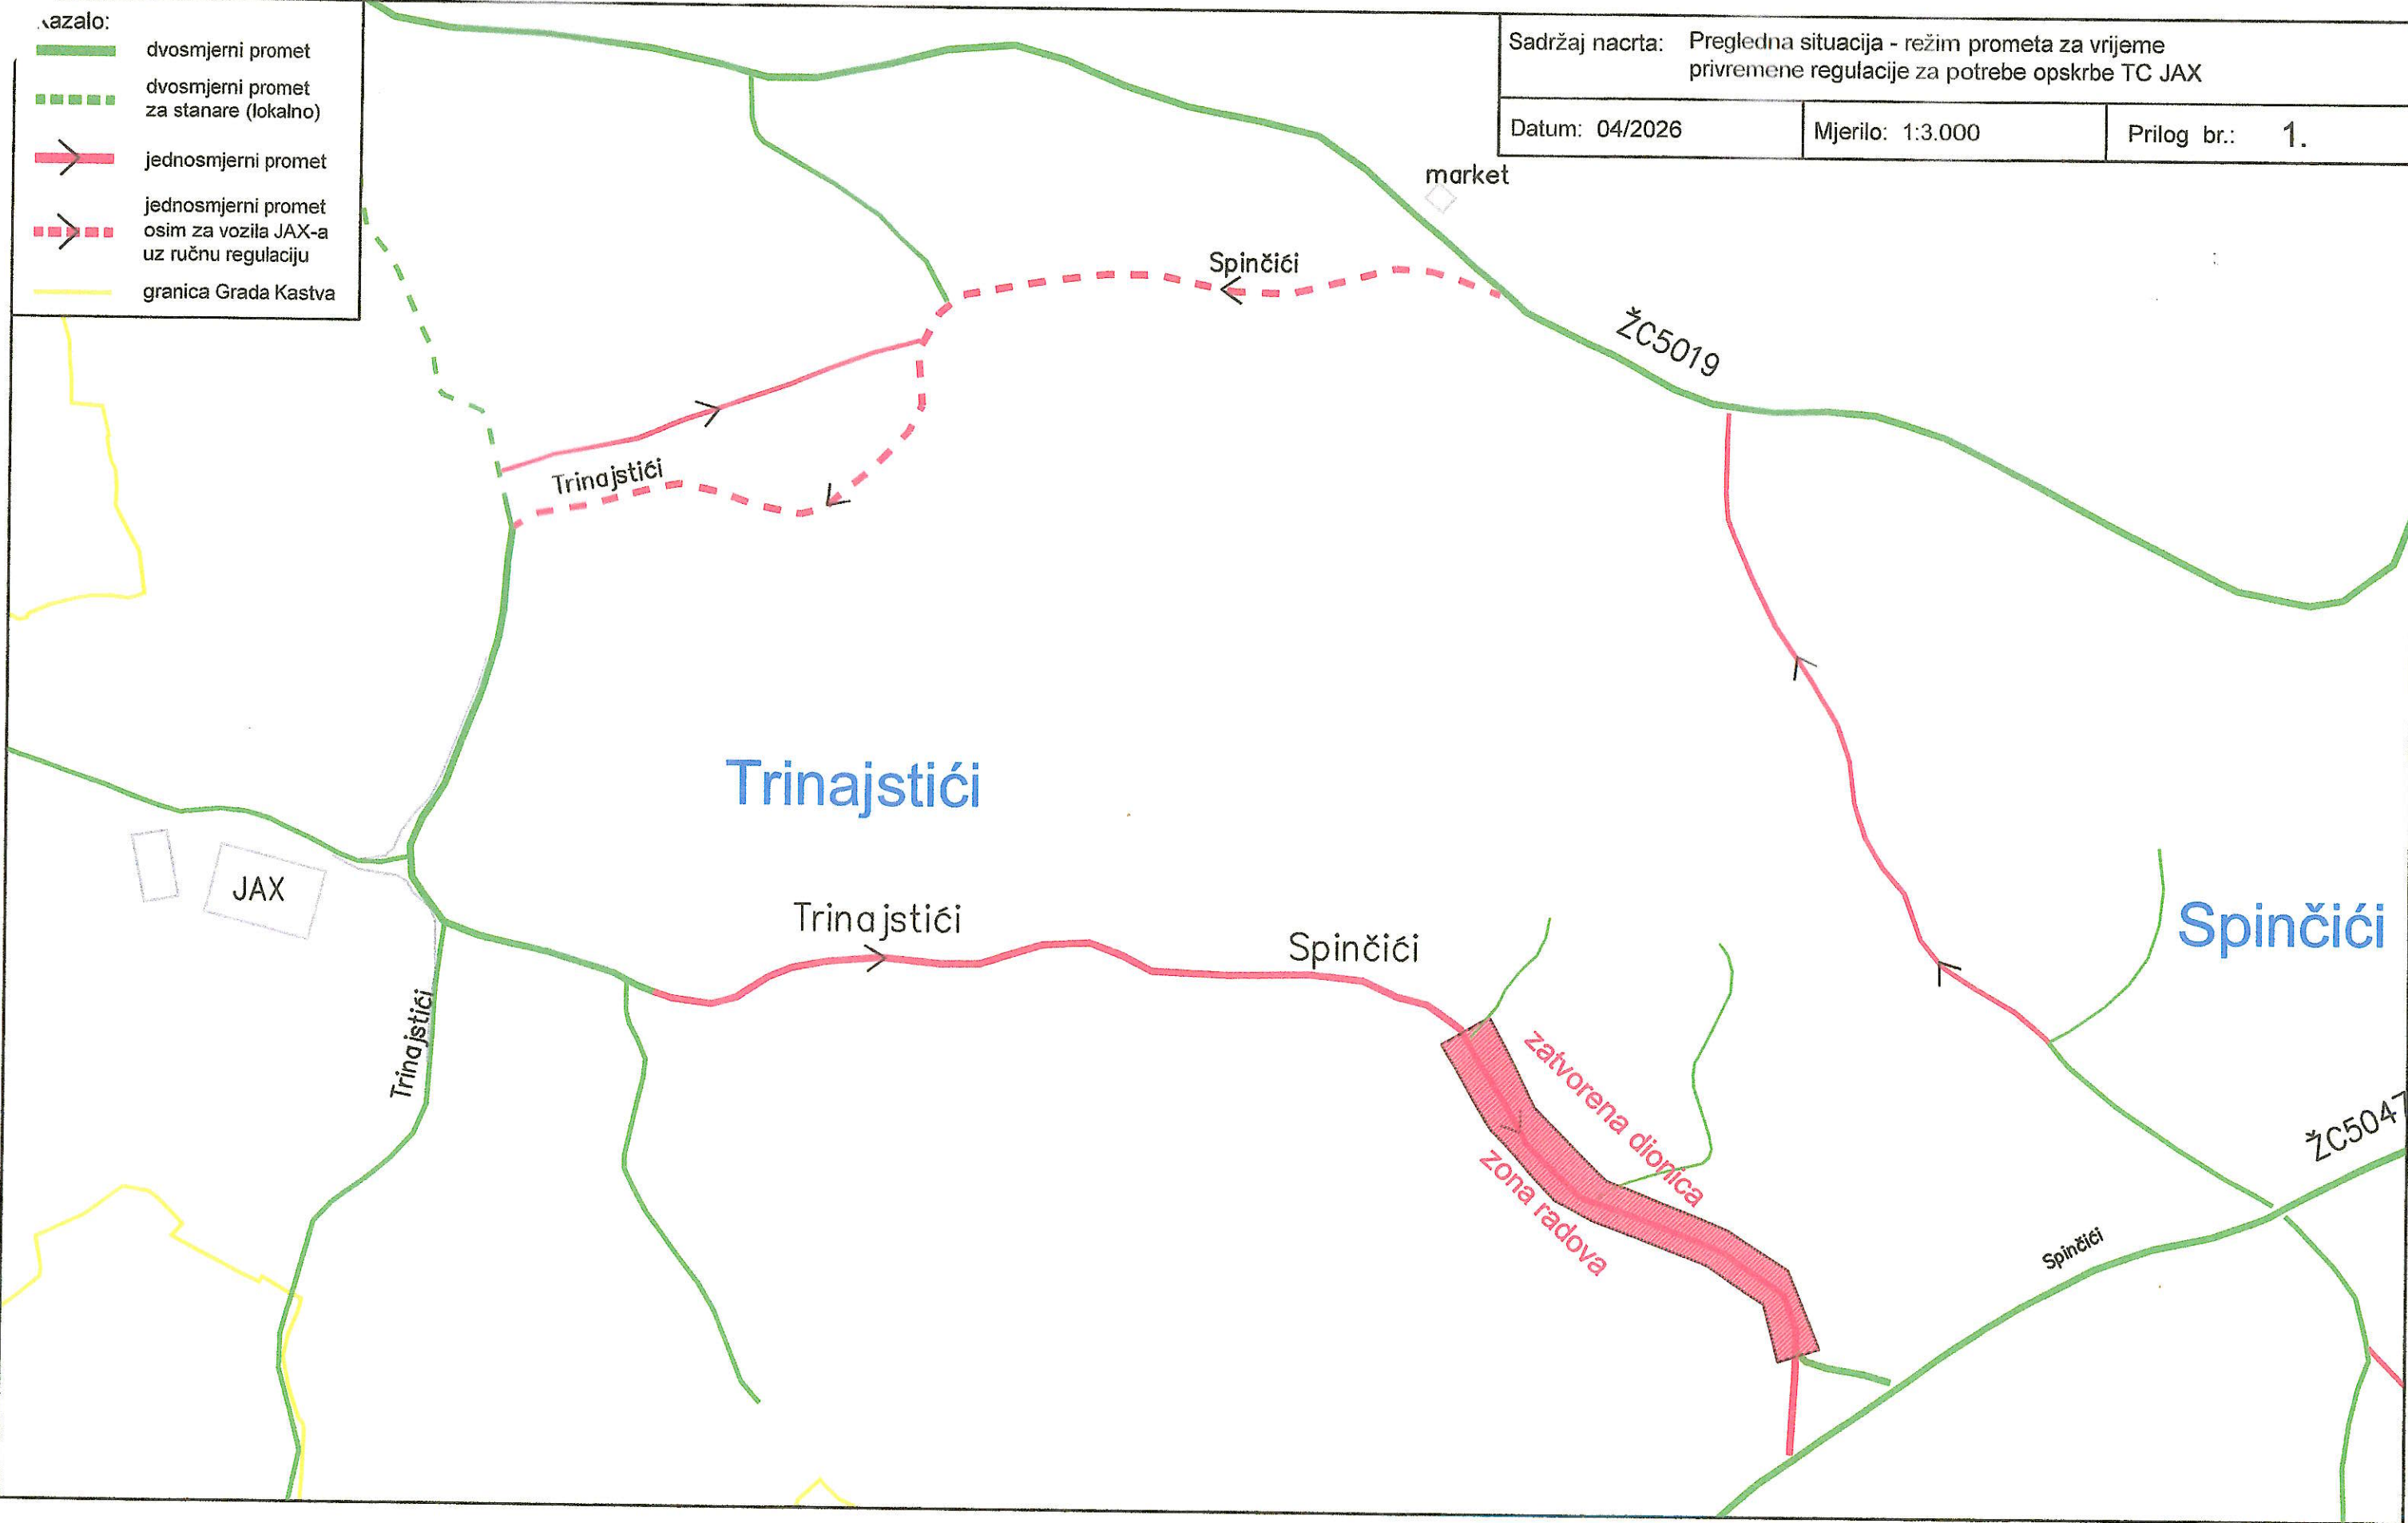 kazalo:
dvosmjerni promet
dvosmjerni promet
za stanare (lokalno)
jednosmjerni promet
jednosmjerni promet
osim za vozila JAX-a
uz ručnu regulaciju
granica Grada Kastva
Sadržaj nacrta: Pregledna situacija - režim prometa za vrijeme
privremene regulacije za potrebe opskrbe TC JAX
Datum: 04/2026 Mjerilo: 1:3.000 Prilog br.: 1.
market
Spinčići
ŽC5019
Trinajstići
Trinajstići
JAX
Trinajstići
Spinčići
Spinčići
Trinajstići
zatvorena dionica
zona radova
ŽC5047
Spinčići